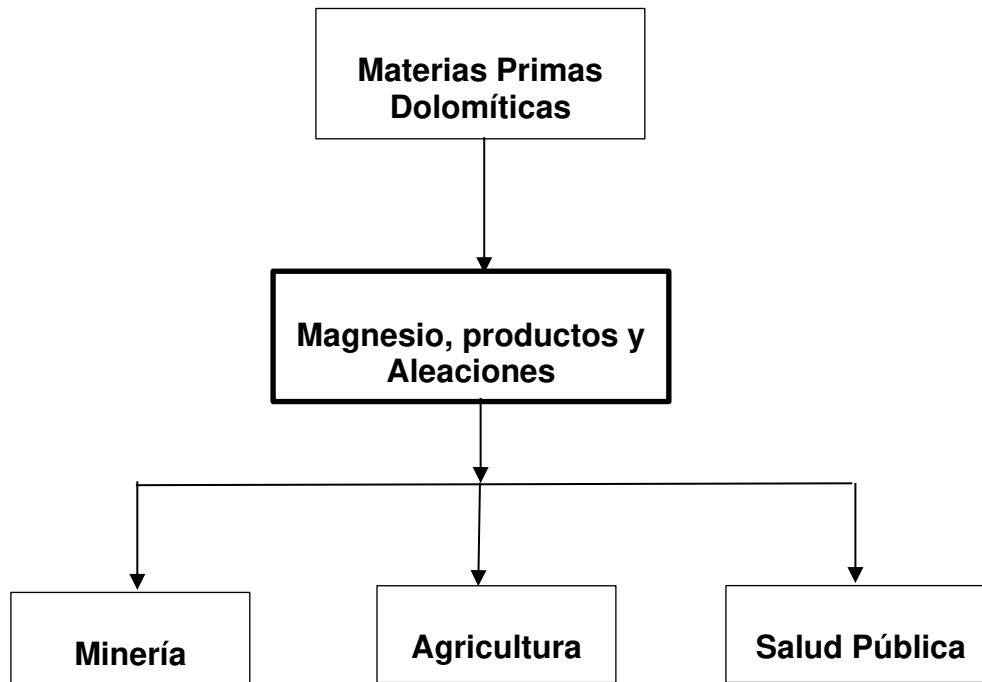 Materias Primas
Dolomíticas
Magnesio, productos y
Aleaciones
Minería
Agricultura
Salud Pública